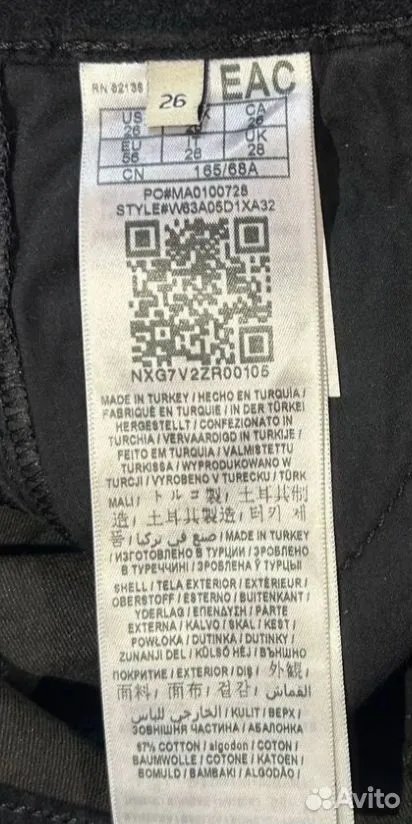 RN 82136
26
EAC
US CA
26 26
EU IT UK
56 28 28
CN 165/68A
PO#MA0100728
STYLE#W63A05D1XA32
NXG7V2ZR00105
MADE IN TURKEY / HECHO EN TURQUÍA /
FABRIQUÉ EN TURQUIE / IN DER TÜRKEI
HERGESTELLT / CONFEZIONATO IN
TURCHIA / VERVAARDIGD IN TURKIJE /
FEITO EM TURQUIA / VALMISTETTU
TURKISSA / WYPRODUKOWANO W
TURCJI / VYROBENO V TURECKU / TÜRK
MALI / トルコ製 / 土耳其制
造, 土耳其製造 / 터키 제
품 / صنع في تركيا / MADE IN TURKEY
/ ИЗГОТОВЛЕНО В ТУРЦИИ / ЗРОБЛЕНО
В ТУРЕЧЧИНІ / ЗРОБЛЕНА Ў ТУРЦЫІ
SHELL / TELA EXTERIOR / EXTÉRIEUR /
OBERSTOFF / ESTERNO / BUITENKANT /
YDERLAG / ΕΠΕΝΔΥΣΗ / PARTE
EXTERNA / KALVO / SKAL / KEST /
POWŁOKA / DUTINKA / DUTINKY /
ZUNANJI DEL / KÜLSŐ HÉJ / ВЪНШНО
ПОКРИТИЕ / EXTERIOR / DIŞ / 外観 /
面料 / 面布 / 겉감 / القماش
الخارجي للباس / KULIT / ВЕРХ /
ЗОВНІШНЯ ЧАСТИНА / АБАЛОНКА
97% COTTON / algodon / COTON /
BAUMWOLLE / COTONE / KATOEN /
BOMULD / ΒΑΜΒΑΚΙ / ALGODÃO /
Avito